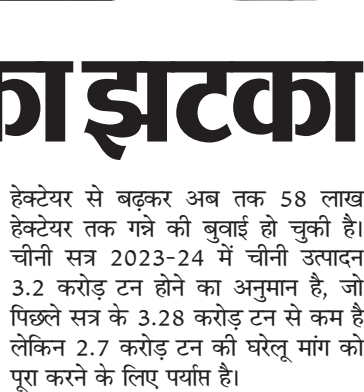 का झटका
हेक्टेयर से बढ़कर अब तक 58 लाख
हेक्टेयर तक गन्ने की बुवाई हो चुकी है।
चीनी सत्र 2023-24 में चीनी उत्पादन
3.2 करोड़ टन होने का अनुमान है, जो
पिछले सत्र के 3.28 करोड़ टन से कम है
लेकिन 2.7 करोड़ टन की घरेलू मांग को
पूरा करने के लिए पर्याप्त है।